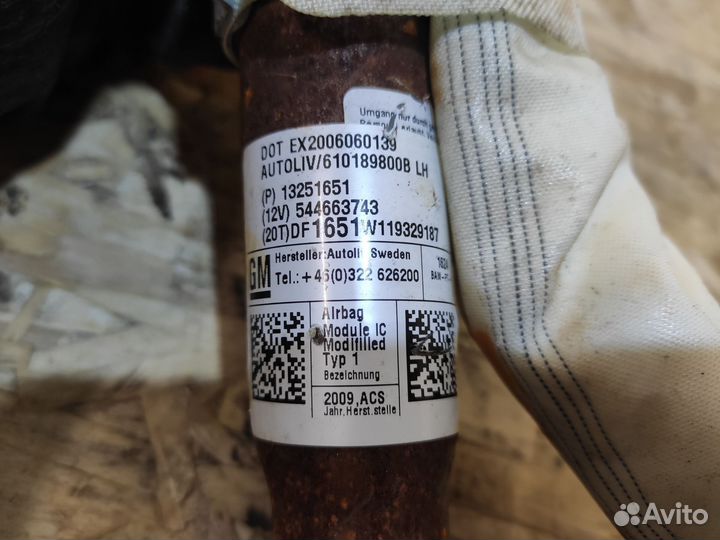 Umgang nur durch
DOT EX2006060139
AUTOLIV/610189800B LH
(P) 13251651
(12V) 544663743
(20T)DF1651W119329187
GM
Hersteller:Autoliv Sweden
Tel.:+46(0)322 626200
Airbag
Module IC
Modifilled
Typ 1
Bezeichnung
2009,ACS
Jahr,Herst.stelle
Avito